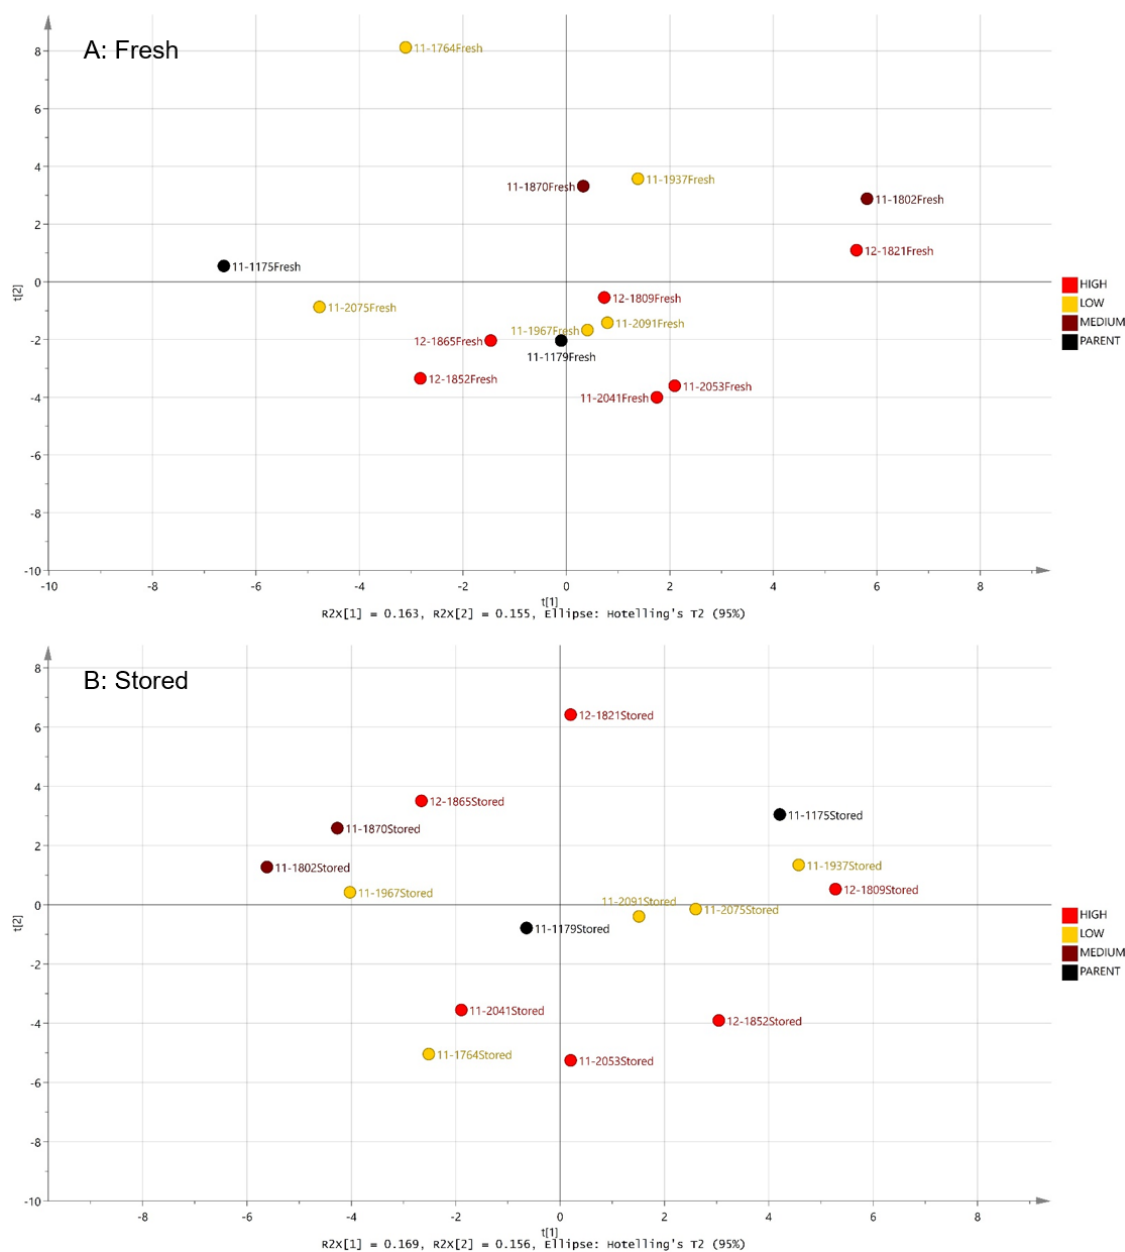 A: Fresh
8
6
4
2
0
-2
-4
-6
-8
-10
t[2]
11-1764Fresh
11-1870Fresh
11-1937Fresh
11-1802Fresh
12-1821Fresh
11-1175Fresh
11-2075Fresh
12-1809Fresh
11-1967Fresh
11-2091Fresh
12-1865Fresh
11-1179Fresh
12-1852Fresh
11-2053Fresh
11-2041Fresh
HIGH
LOW
MEDIUM
PARENT
-10 -8 -6 -4 -2 0 2 4 6 8
t[1]
R2X[1] = 0.163, R2X[2] = 0.155, Ellipse: Hotelling's T2 (95%)
B: Stored
8
6
4
2
0
-2
-4
-6
-8
-10
t[2]
12-1821Stored
12-1865Stored
11-1175Stored
11-1870Stored
11-1802Stored
11-1937Stored
11-1967Stored
12-1809Stored
11-2091Stored
11-2075Stored
11-1179Stored
11-2041Stored
12-1852Stored
11-1764Stored
11-2053Stored
HIGH
LOW
MEDIUM
PARENT
-8 -6 -4 -2 0 2 4 6 8
t[1]
R2X[1] = 0.169, R2X[2] = 0.156, Ellipse: Hotelling's T2 (95%)